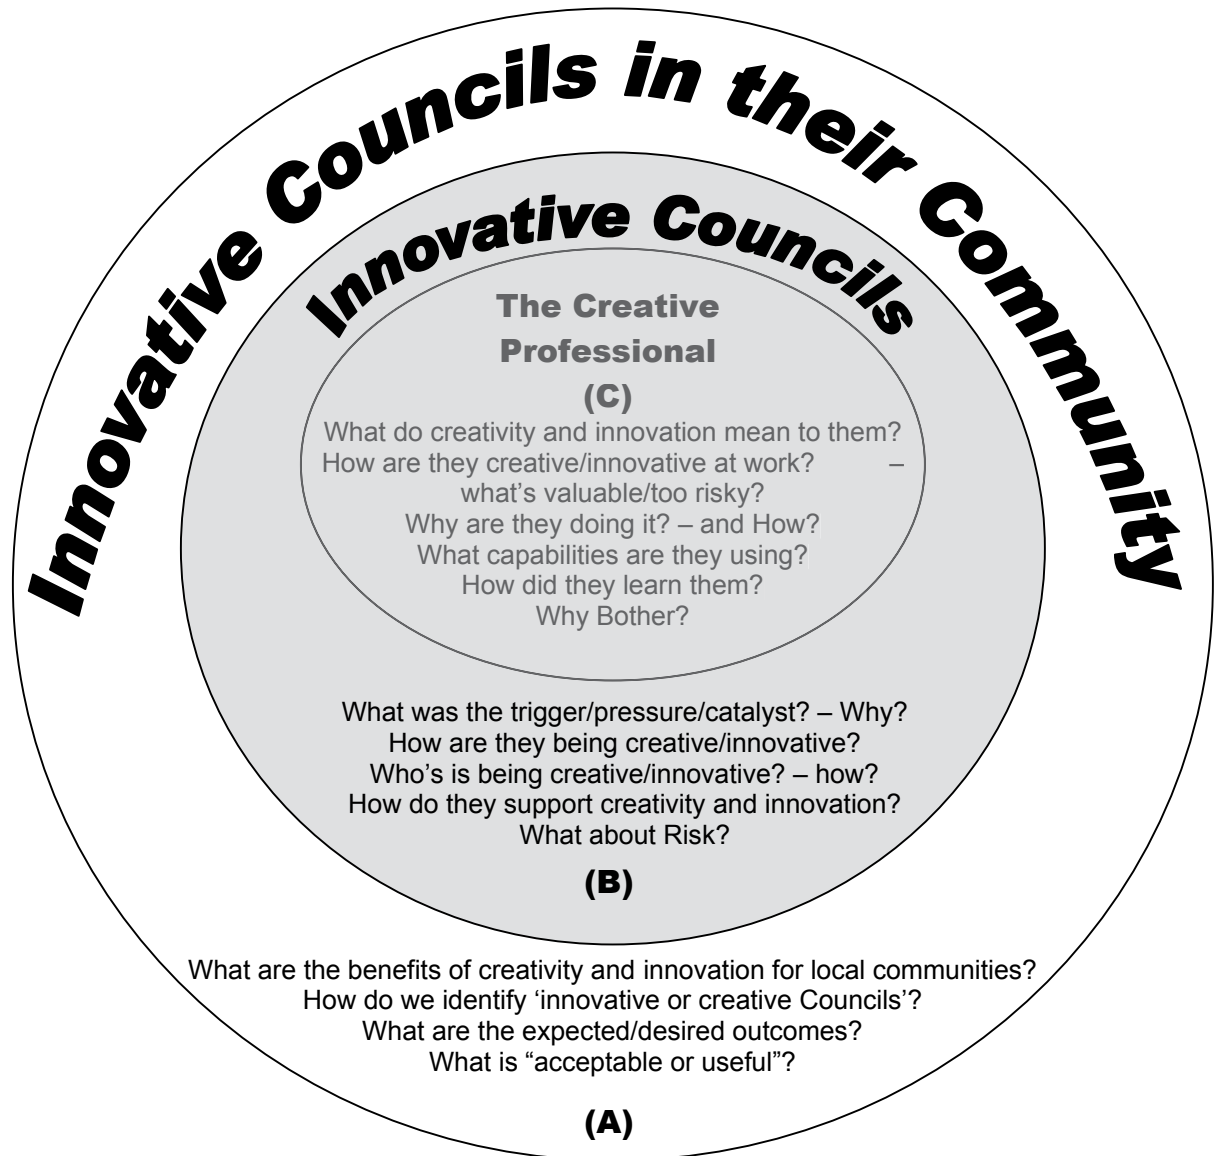 Innovative Councils in their Community
Innovative Councils
The Creative
Professional
(C)
What do creativity and innovation mean to them?
How are they creative/innovative at work? –
what’s valuable/too risky?
Why are they doing it? – and How?
What capabilities are they using?
How did they learn them?
Why Bother?
What was the trigger/pressure/catalyst? – Why?
How are they being creative/innovative?
Who’s is being creative/innovative? – how?
How do they support creativity and innovation?
What about Risk?
(B)
What are the benefits of creativity and innovation for local communities?
How do we identify ‘innovative or creative Councils’?
What are the expected/desired outcomes?
What is “acceptable or useful”?
(A)